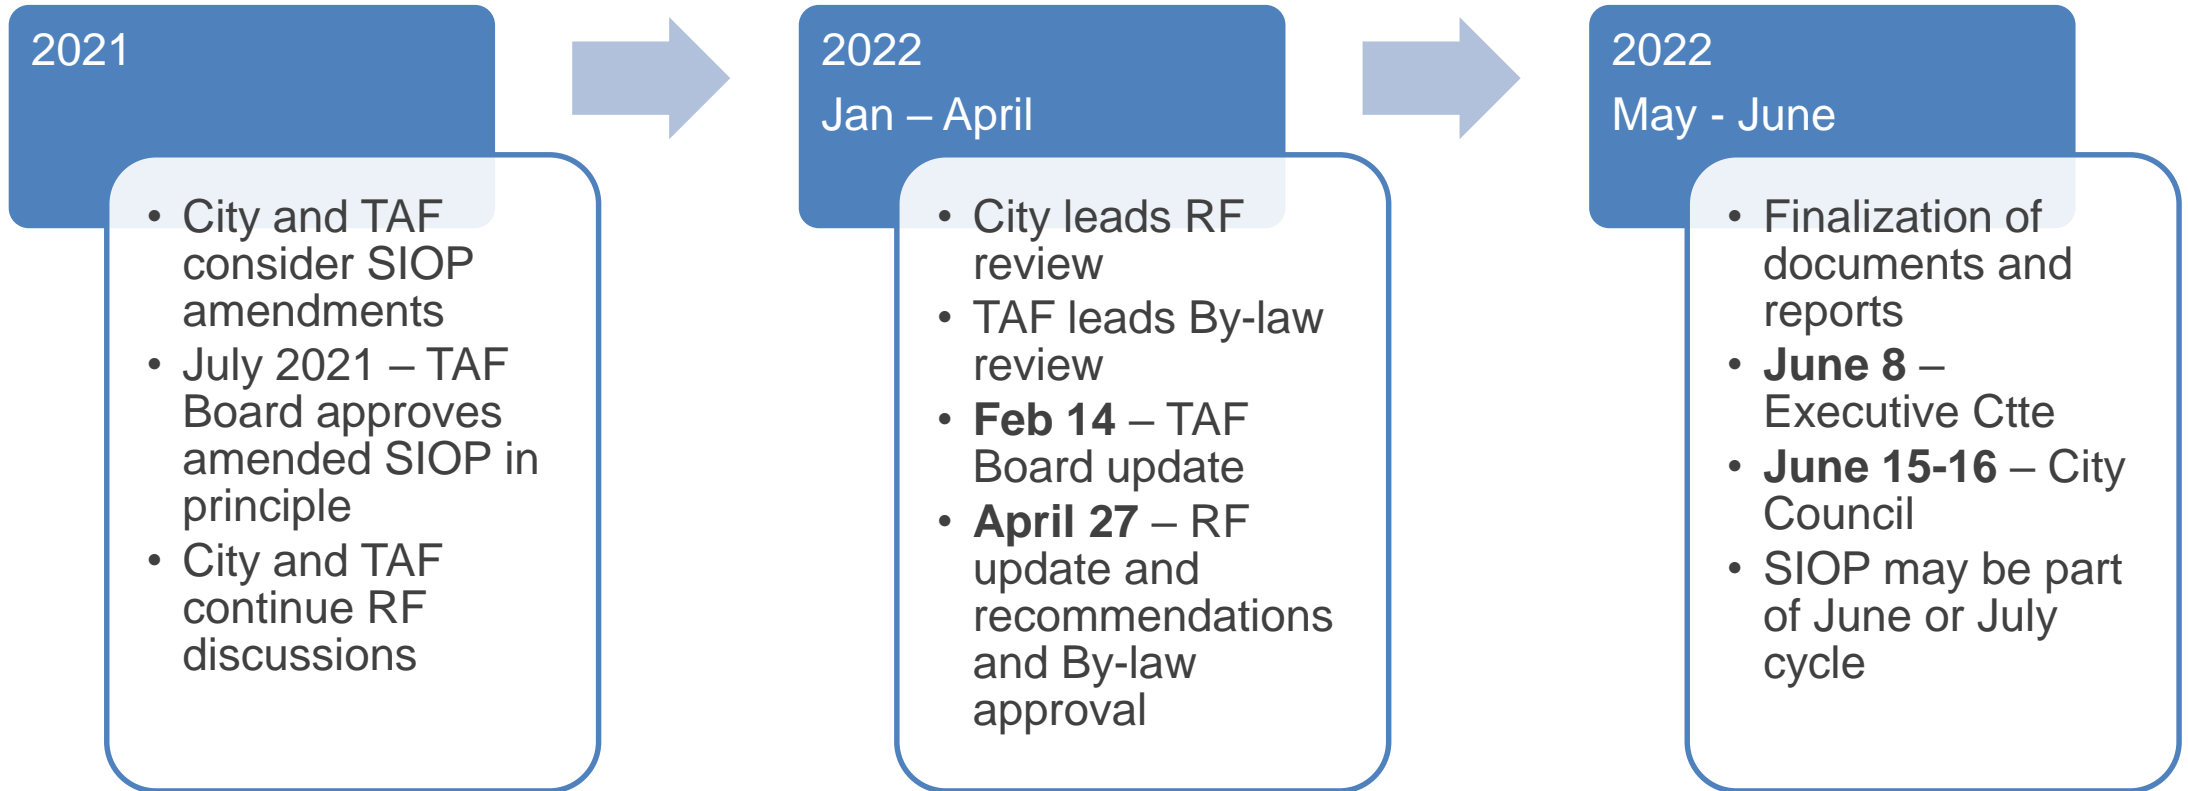 2021
• City and TAF
consider SIOP
amendments
• July 2021 – TAF
Board approves
amended SIOP in
principle
• City and TAF
continue RF
discussions
2022
Jan – April
• City leads RF
review
• TAF leads By-law
review
• Feb 14 – TAF
Board update
• April 27 – RF
update and
recommendations
and By-law
approval
2022
May - June
• Finalization of
documents and
reports
• June 8 –
Executive Ctte
• June 15-16 – City
Council
• SIOP may be part
of June or July
cycle